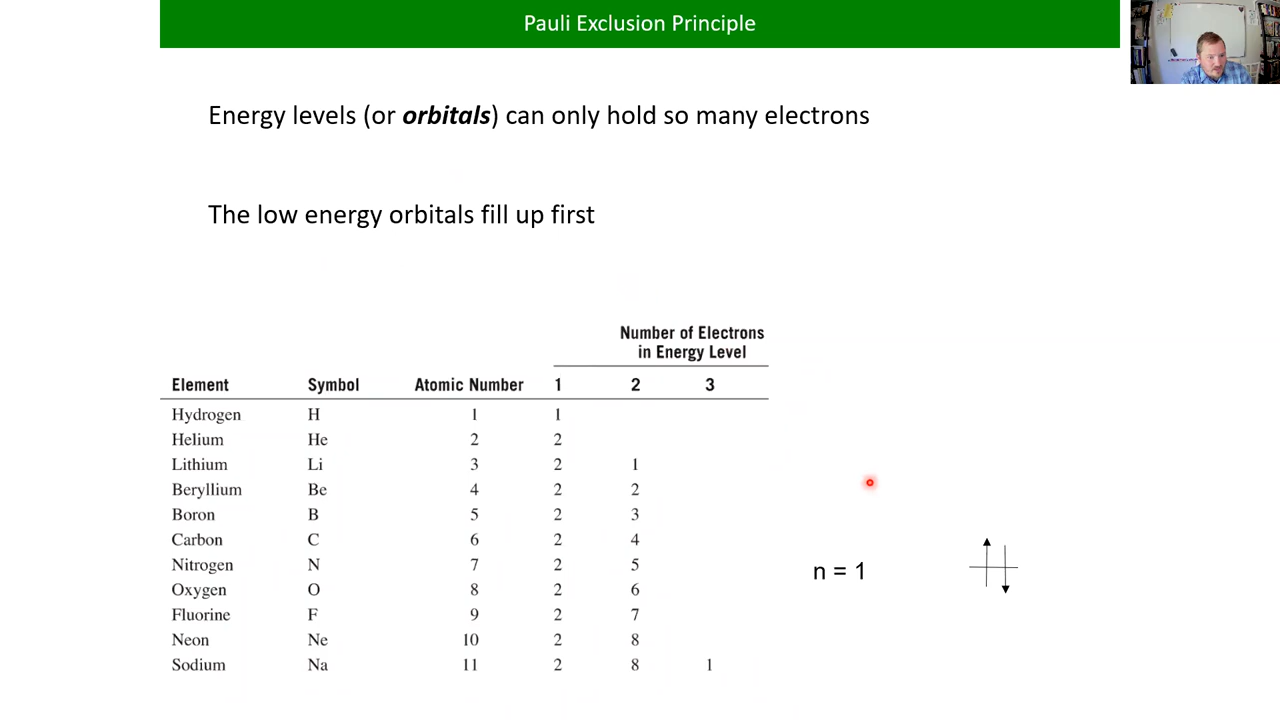 Pauli Exclusion Principle
Energy levels (or orbitals) can only hold so many electrons
The low energy orbitals fill up first
Number of Electrons
in Energy Level
Element Symbol Atomic Number 1 2 3
Hydrogen H 1 1
Helium He 2 2
Lithium Li 3 2 1
Beryllium Be 4 2 2
Boron B 5 2 3
Carbon C 6 2 4
Nitrogen N 7 2 5
Oxygen O 8 2 6
Fluorine F 9 2 7
Neon Ne 10 2 8
Sodium Na 11 2 8 1
n = 1